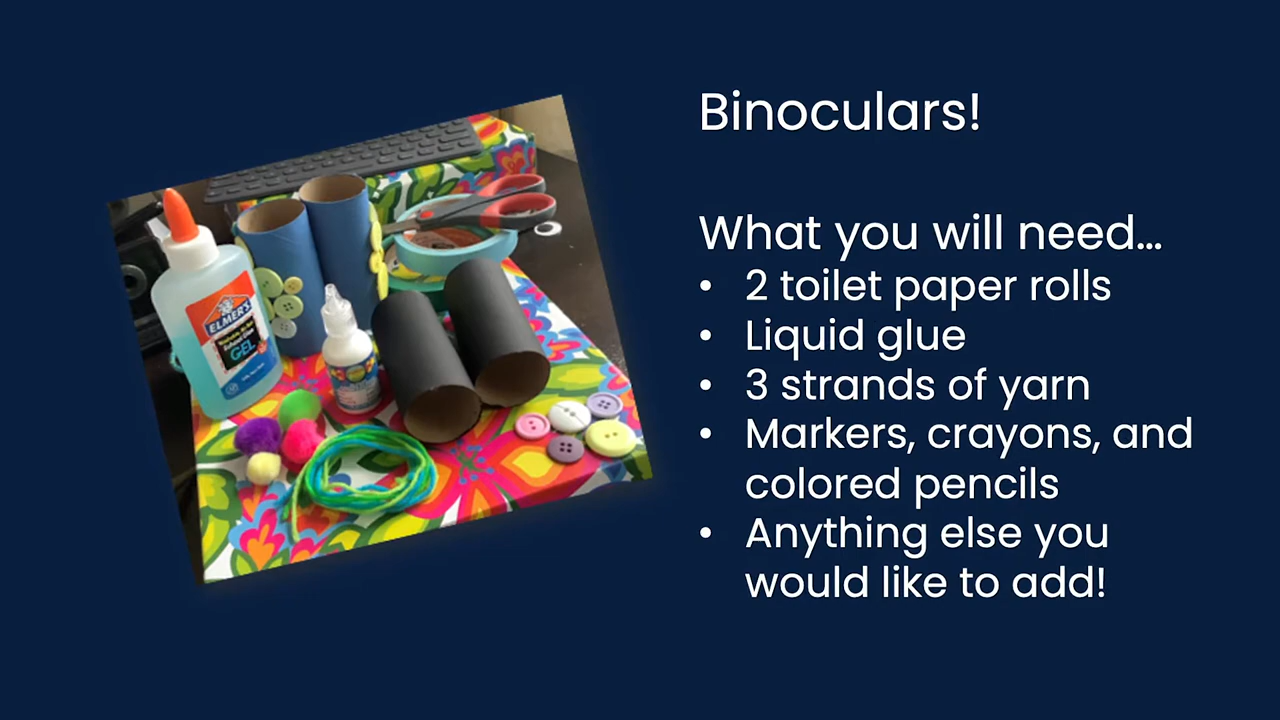 Binoculars!
What you will need...
• 2 toilet paper rolls
• Liquid glue
• 3 strands of yarn
• Markers, crayons, and
colored pencils
• Anything else you
would like to add!
ELMER'S
GEL